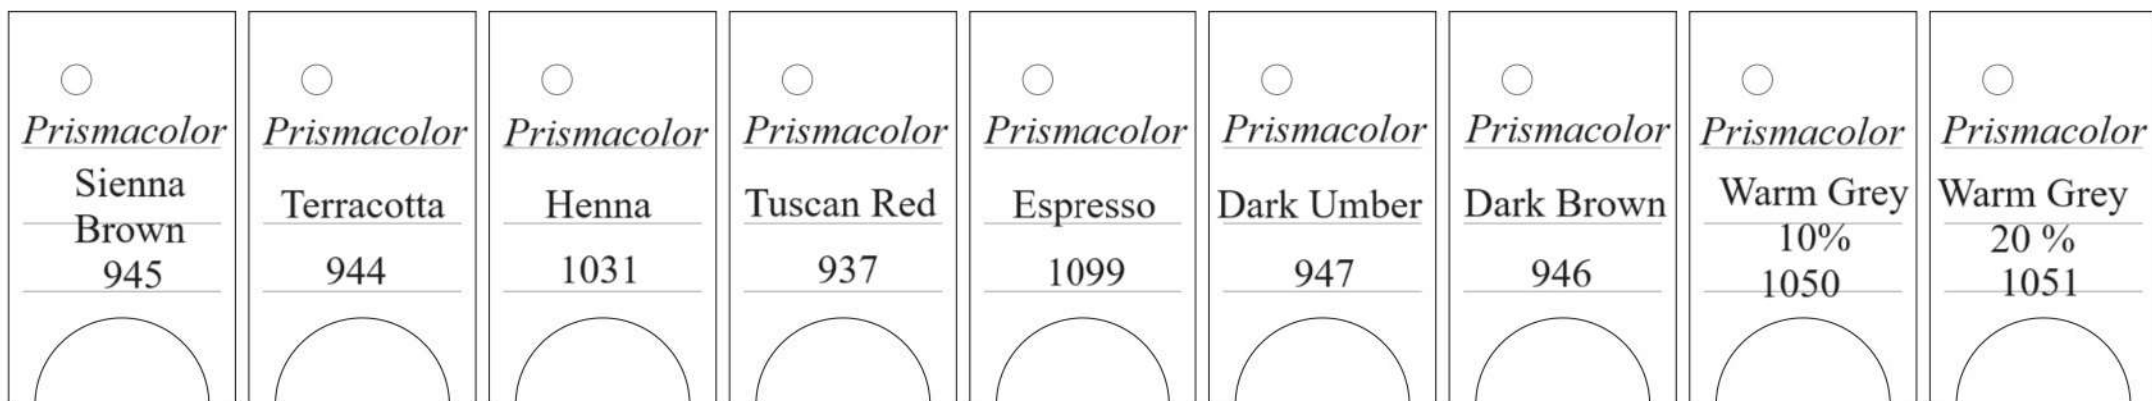 Prismacolor
Sienna
Brown
945
Prismacolor
Terracotta
944
Prismacolor
Henna
1031
Prismacolor
Tuscan Red
937
Prismacolor
Espresso
1099
Prismacolor
Dark Umber
947
Prismacolor
Dark Brown
946
Prismacolor
Warm Grey
10%
1050
Prismacolor
Warm Grey
20 %
1051